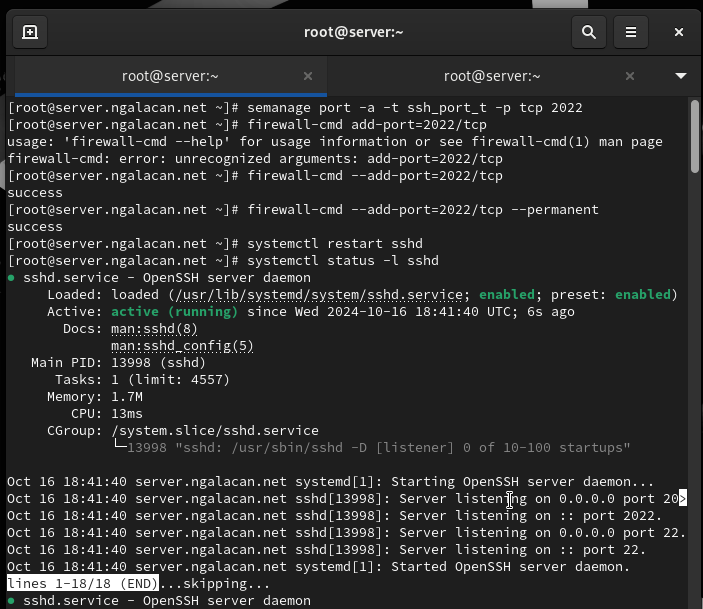 root@server:~
root@server:~
root@server:~
[root@server.ngalacan.net ~]# semanage port -a -t ssh_port_t -p tcp 2022
[root@server.ngalacan.net ~]# firewall-cmd add-port=2022/tcp
usage: 'firewall-cmd --help' for usage information or see firewall-cmd(1) man page
firewall-cmd: error: unrecognized arguments: add-port=2022/tcp
[root@server.ngalacan.net ~]# firewall-cmd --add-port=2022/tcp
success
[root@server.ngalacan.net ~]# firewall-cmd --add-port=2022/tcp --permanent
success
[root@server.ngalacan.net ~]# systemctl restart sshd
[root@server.ngalacan.net ~]# systemctl status -l sshd
● sshd.service - OpenSSH server daemon
     Loaded: loaded (/usr/lib/systemd/system/sshd.service; enabled; preset: enabled)
     Active: active (running) since Wed 2024-10-16 18:41:40 UTC; 6s ago
       Docs: man:sshd(8)
             man:sshd_config(5)
   Main PID: 13998 (sshd)
      Tasks: 1 (limit: 4557)
     Memory: 1.7M
        CPU: 13ms
     CGroup: /system.slice/sshd.service
             └─13998 "sshd: /usr/sbin/sshd -D [listener] 0 of 10-100 startups"
Oct 16 18:41:40 server.ngalacan.net systemd[1]: Starting OpenSSH server daemon...
Oct 16 18:41:40 server.ngalacan.net sshd[13998]: Server listening on 0.0.0.0 port 20>
Oct 16 18:41:40 server.ngalacan.net sshd[13998]: Server listening on :: port 2022.
Oct 16 18:41:40 server.ngalacan.net sshd[13998]: Server listening on 0.0.0.0 port 22.
Oct 16 18:41:40 server.ngalacan.net sshd[13998]: Server listening on :: port 22.
Oct 16 18:41:40 server.ngalacan.net systemd[1]: Started OpenSSH server daemon.
lines 1-18/18 (END)...skipping...
● sshd.service - OpenSSH server daemon